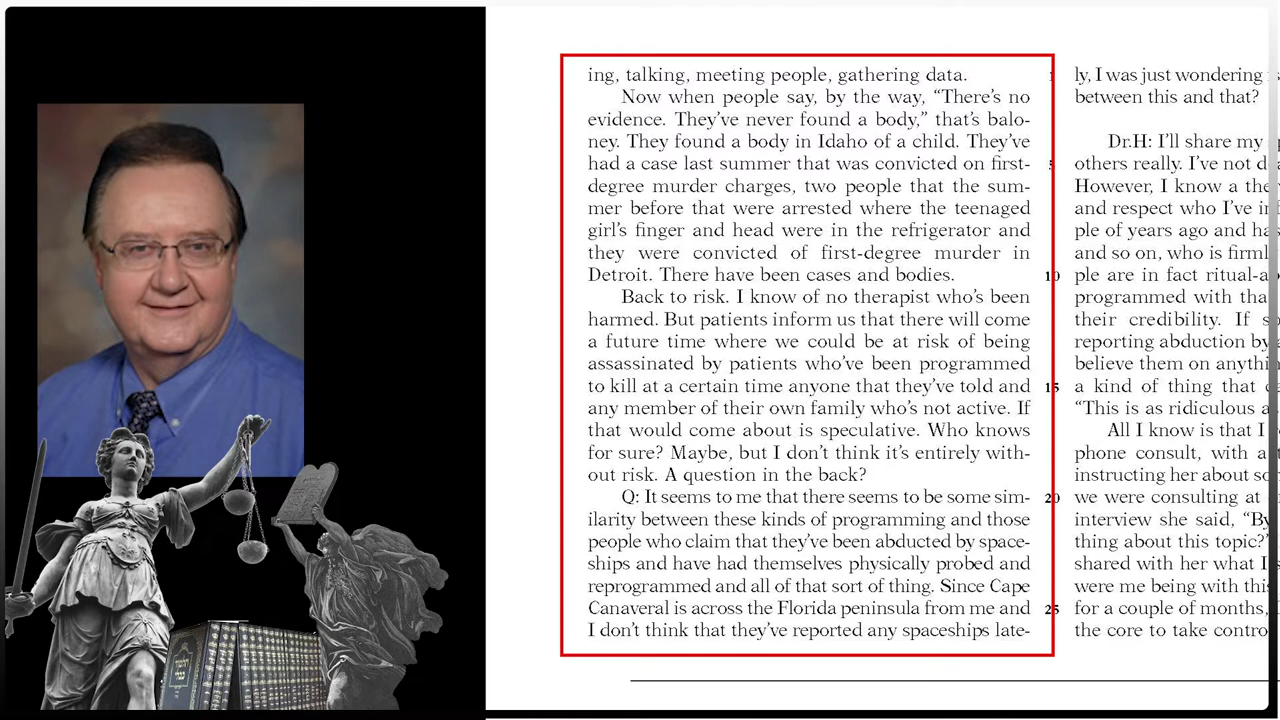 ing, talking, meeting people, gathering data.
Now when people say, by the way, “There’s no
evidence. They’ve never found a body,” that’s balo-
ney. They found a body in Idaho of a child. They’ve
had a case last summer that was convicted on first-
degree murder charges, two people that the sum-
mer before that were arrested where the teenaged
girl’s finger and head were in the refrigerator and
they were convicted of first-degree murder in
Detroit. There have been cases and bodies.
Back to risk. I know of no therapist who’s been
harmed. But patients inform us that there will come
a future time where we could be at risk of being
assassinated by patients who’ve been programmed
to kill at a certain time anyone that they’ve told and
any member of their own family who’s not active. If
that would come about is speculative. Who knows
for sure? Maybe, but I don’t think it’s entirely with-
out risk. A question in the back?
Q: It seems to me that there seems to be some sim-
ilarity between these kinds of programming and those
people who claim that they’ve been abducted by space-
ships and have had themselves physically probed and
reprogrammed and all of that sort of thing. Since Cape
Canaveral is across the Florida peninsula from me and
I don’t think that they’ve reported any spaceships late-
10
15
20
25
ly, I was just wondering
between this and that?
Dr.H: I’ll share my
others really. I’ve not
However, I know a
and respect who I’ve
ple of years ago and
and so on, who is
ple are in fact
programmed with
their credibility. If
reporting abduction by
believe them on
a kind of thing that
“This is as ridiculous
All I know is that I
phone consult, with a
instructing her about
we were consulting at
interview she said,
thing about this topic?”
shared with her what I
were me being with
for a couple of months,
the core to take